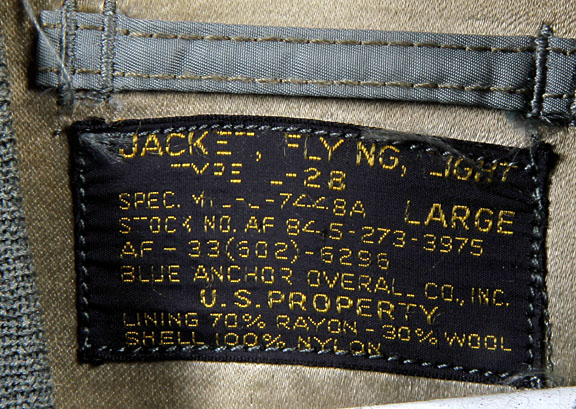 JACKET, FLYING, LIGHT
TYPE L-2B
SPEC. MIL-J-7448A LARGE
STOCK NO. AF 8415-273-3975
AF-33(602)-6296
BLUE ANCHOR OVERALL CO., INC.
U.S. PROPERTY
LINING 70% RAYON - 30% WOOL
SHELL 100% NYLON